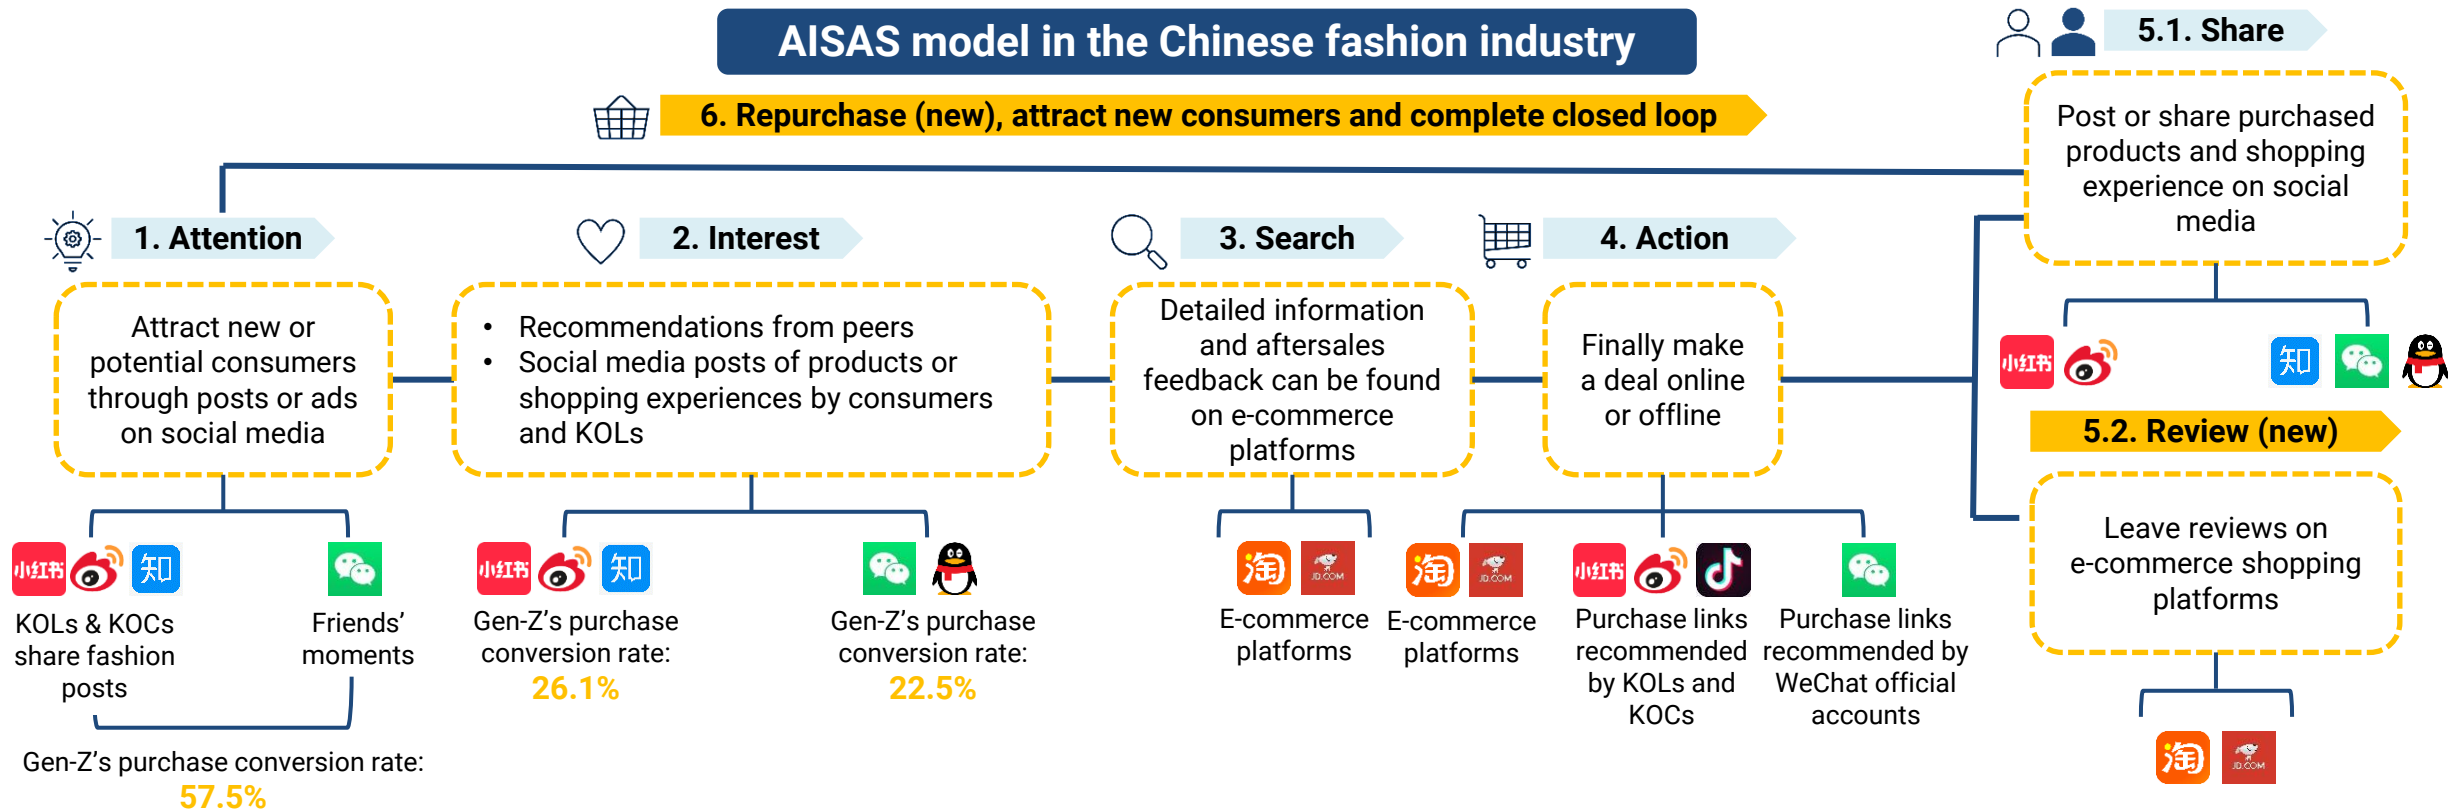 AISAS model in the Chinese fashion industry
6. Repurchase (new), attract new consumers and complete closed loop
1. Attention
Attract new or
potential consumers
through posts or ads
on social media
小红书
知
KOLs & KOCs
share fashion
posts
Friends’
moments
Gen-Z’s purchase conversion rate:
57.5%
2. Interest
• Recommendations from peers
• Social media posts of products or
shopping experiences by consumers
and KOLs
小红书
知
Gen-Z’s purchase
conversion rate:
26.1%
Gen-Z’s purchase
conversion rate:
22.5%
3. Search
Detailed information
and aftersales
feedback can be found
on e-commerce
platforms
淘
JD.COM
E-commerce
platforms
4. Action
Finally make
a deal online
or offline
淘
JD.COM
E-commerce
platforms
小红书
Purchase links
recommended
by KOLs and
KOCs
Purchase links
recommended by
WeChat official
accounts
5.1. Share
Post or share purchased
products and shopping
experience on social
media
小红书
知
5.2. Review (new)
Leave reviews on
e-commerce shopping
platforms
淘
JD.COM